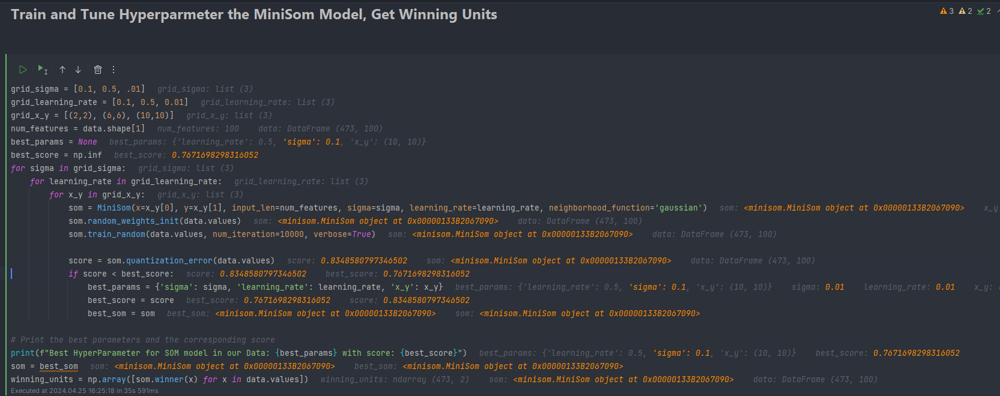 Train and Tune Hyperparmeter the MiniSom Model, Get Winning Units
3 2 2
grid_sigma = [0.1, 0.5, .01] grid_sigma: list (3)
grid_learning_rate = [0.1, 0.5, 0.01] grid_learning_rate: list (3)
grid_x_y = [(2,2), (6,6), (10,10)] grid_x_y: list (3)
num_features = data.shape[1] num_features: 100 data: DataFrame (473, 100)
best_params = None best_params: {'learning_rate': 0.5, 'sigma': 0.1, 'x_y': (10, 10)}
best_score = np.inf best_score: 0.7671698298316052
for sigma in grid_sigma: grid_sigma: list (3)
    for learning_rate in grid_learning_rate: grid_learning_rate: list (3)
        for x_y in grid_x_y: grid_x_y: list (3)
            som = MiniSom(x=x_y[0], y=x_y[1], input_len=num_features, sigma=sigma, learning_rate=learning_rate, neighborhood_function='gaussian') som: <minisom.MiniSom object at 0x00000133B2067090> x_y
            som.random_weights_init(data.values) som: <minisom.MiniSom object at 0x00000133B2067090> data: DataFrame (473, 100)
            som.train_random(data.values, num_iteration=10000, verbose=True) som: <minisom.MiniSom object at 0x00000133B2067090> data: DataFrame (473, 100)
            score = som.quantization_error(data.values) score: 0.8348580797346502 som: <minisom.MiniSom object at 0x00000133B2067090> data: DataFrame (473, 100)
            if score < best_score: score: 0.8348580797346502 best_score: 0.7671698298316052
                best_params = {'sigma': sigma, 'learning_rate': learning_rate, 'x_y': x_y} best_params: {'learning_rate': 0.5, 'sigma': 0.1, 'x_y': (10, 10)} sigma: 0.01 learning_rate: 0.01 x_y:
                best_score = score best_score: 0.7671698298316052 score: 0.8348580797346502
                best_som = som best_som: <minisom.MiniSom object at 0x00000133B2067090> som: <minisom.MiniSom object at 0x00000133B2067090>
# Print the best parameters and the corresponding score
print(f"Best HyperParameter for SOM model in our Data: {best_params} with score: {best_score}") best_params: {'learning_rate': 0.5, 'sigma': 0.1, 'x_y': (10, 10)} best_score: 0.7671698298316052
som = best_som som: <minisom.MiniSom object at 0x00000133B2067090> best_som: <minisom.MiniSom object at 0x00000133B2067090>
winning_units = np.array([som.winner(x) for x in data.values]) winning_units: ndarray (473, 2) som: <minisom.MiniSom object at 0x00000133B2067090> data: DataFrame (473, 100)
Executed at 2024.04.25 16:25:18 in 35s 591ms